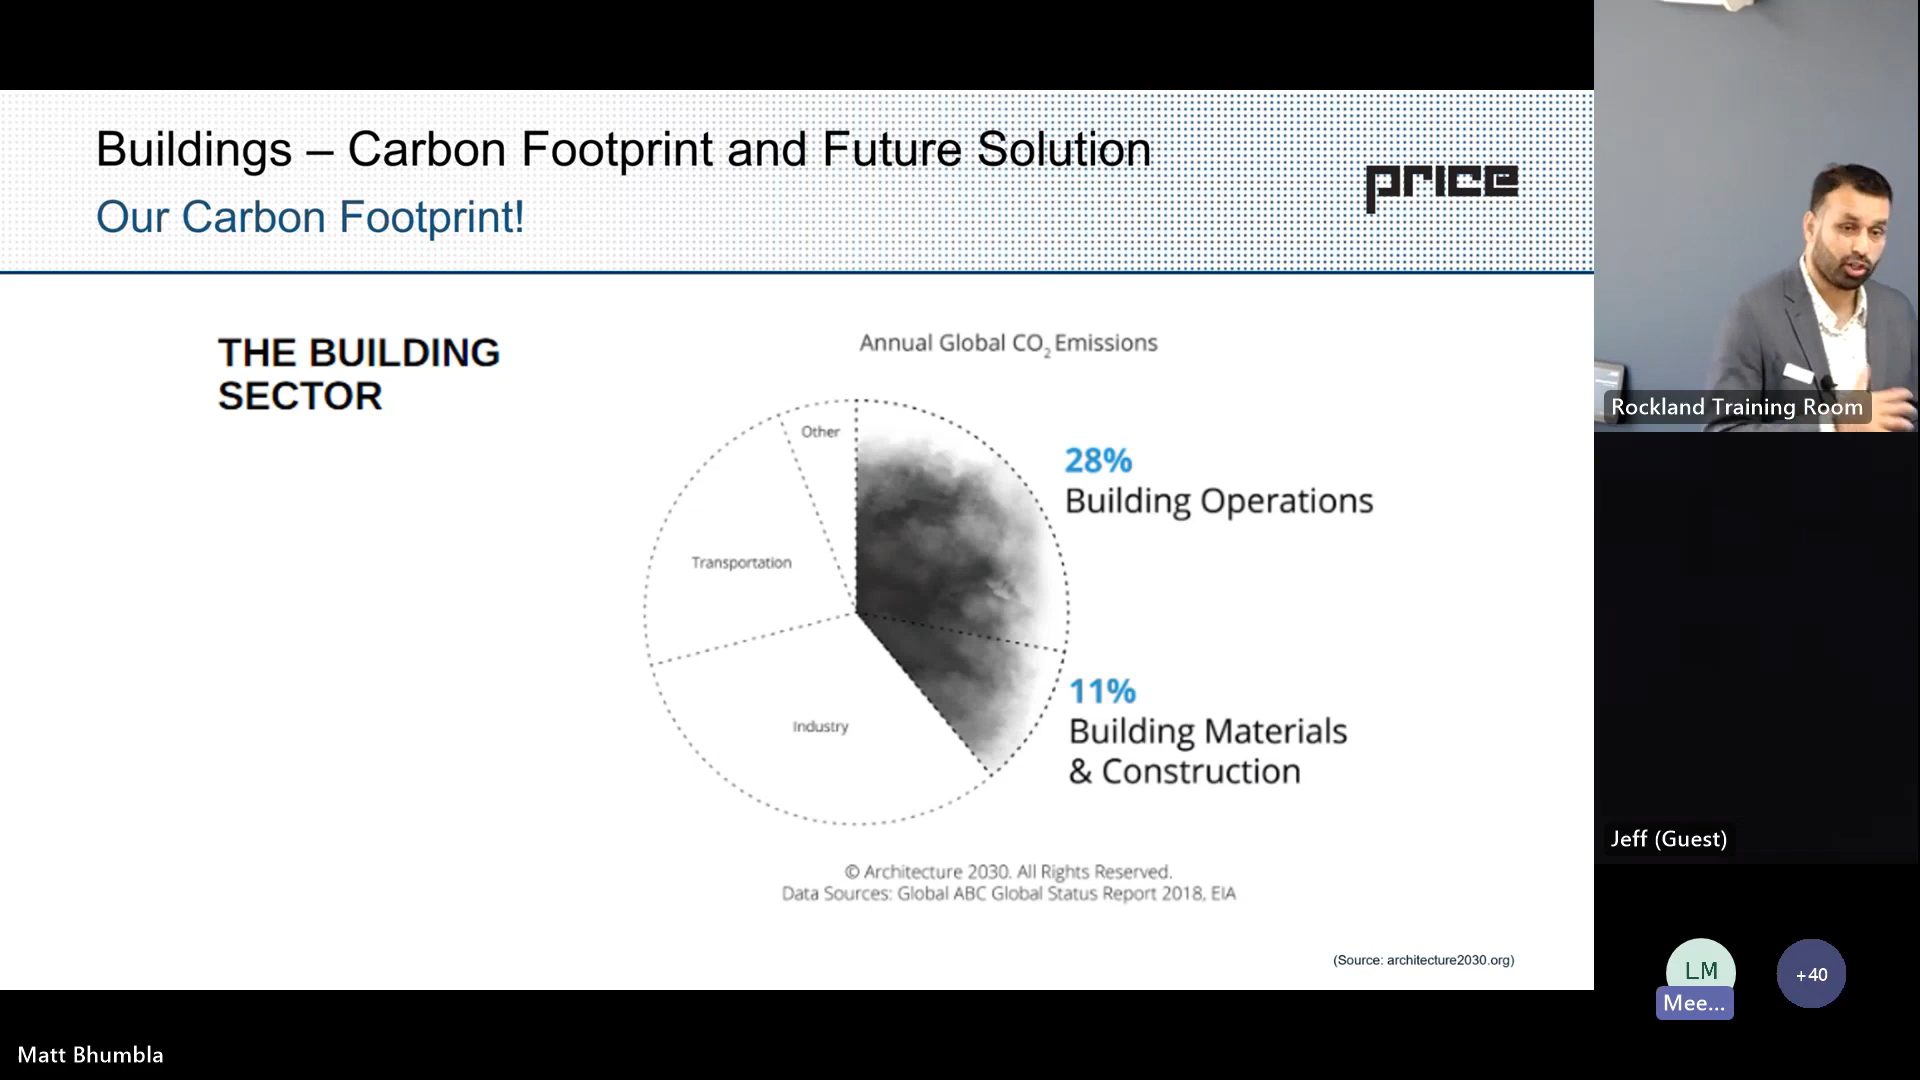 Buildings – Carbon Footprint and Future Solution
Our Carbon Footprint!
price
THE BUILDING
SECTOR
Annual Global CO2 Emissions
Other
Transportation
Industry
28%
Building Operations
11%
Building Materials
& Construction
© Architecture 2030. All Rights Reserved.
Data Sources: Global ABC Global Status Report 2018, EIA
(Source: architecture2030.org)
Rockland Training Room
Jeff (Guest)
LM
Mee...
+40
Matt Bhumbla